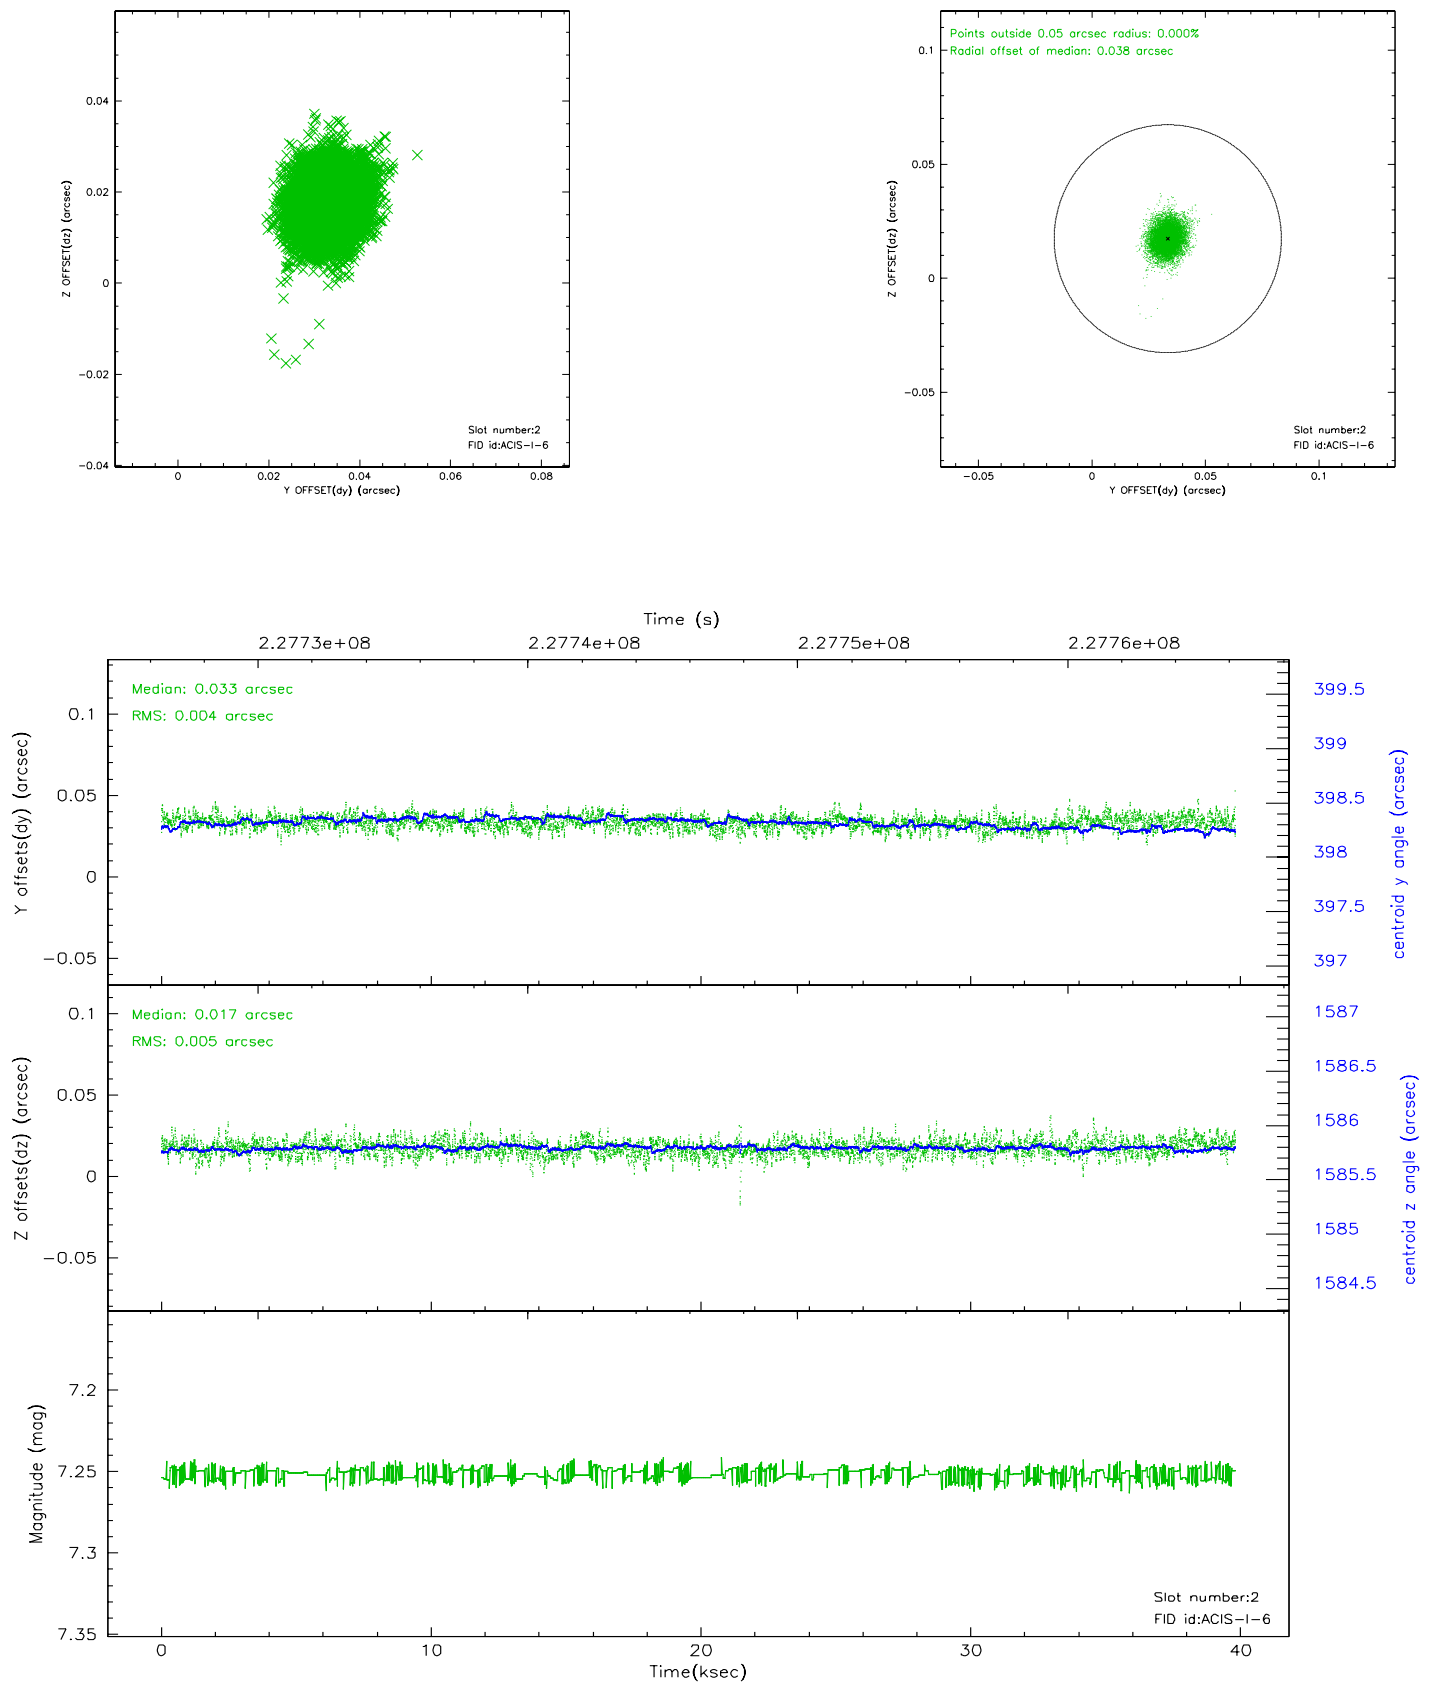 0.04
0.02
0
−0.02
−0.04
Z OFFSET(dz) (arcsec)
Slot number:2
FID id:ACIS−I−6
0
0.02
0.04
0.06
0.08
Y OFFSET(dy) (arcsec)
Points outside 0.05 arcsec radius: 0.000%
Radial offset of median: 0.038 arcsec
0.1
0.05
0
−0.05
Z OFFSET(dz) (arcsec)
Slot number:2
FID id:ACIS−I−6
−0.05
0
0.05
0.1
Y OFFSET(dy) (arcsec)
Time (s)
2.2773e+08
2.2774e+08
2.2775e+08
2.2776e+08
Median: 0.033 arcsec
RMS: 0.004 arcsec
0.1
0.05
0
−0.05
Y offsets(dy) (arcsec)
399.5
399
398.5
398
397.5
397
centroid y angle (arcsec)
Median: 0.017 arcsec
RMS: 0.005 arcsec
0.1
0.05
0
−0.05
Z offsets(dz) (arcsec)
1587
1586.5
1586
1585.5
1585
1584.5
centroid z angle (arcsec)
7.2
7.25
7.3
7.35
Magnitude (mag)
Slot number:2
FID id:ACIS−I−6
0
10
20
30
40
Time(ksec)